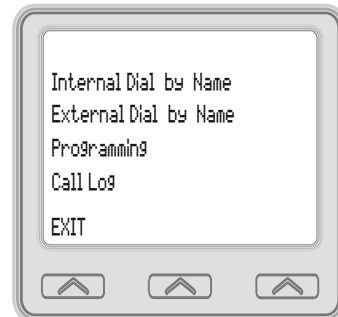 Internal Dial by Name
External Dial by Name
Programming
Call Log
EXIT